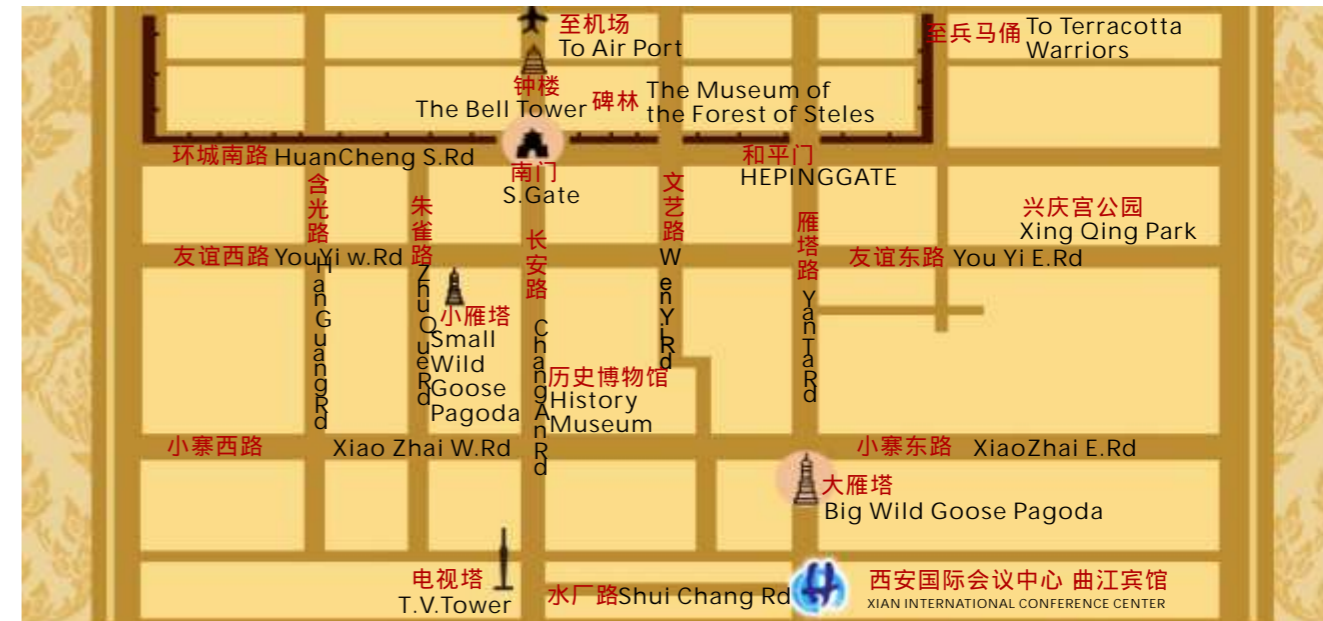 至机场
To Air Port
至兵马俑
To Terracotta
Warriors
钟楼
The Bell Tower
碑林
The Museum of
the Forest of Steles
环城南路 HuanCheng S.Rd
南门
S.Gate
和平门
HEPINGGATE
含光路
HanGuangRd
朱雀路
ZhuQueRd
长安路
ChangAnRd
文艺路
WenYiRd
雁塔路
YanTaRd
兴庆宫公园
Xing Qing Park
友谊西路 YouYi w.Rd
友谊东路 You Yi E.Rd
小雁塔
Small
Wild
Goose
Pagoda
历史博物馆
History
Museum
小寨西路 Xiao Zhai W.Rd
小寨东路 XiaoZhai E.Rd
大雁塔
Big Wild Goose Pagoda
电视塔
T.V.Tower
水厂路Shui Chang Rd
西安国际会议中心 曲江宾馆
XIAN INTERNATIONAL CONFERENCE CENTER